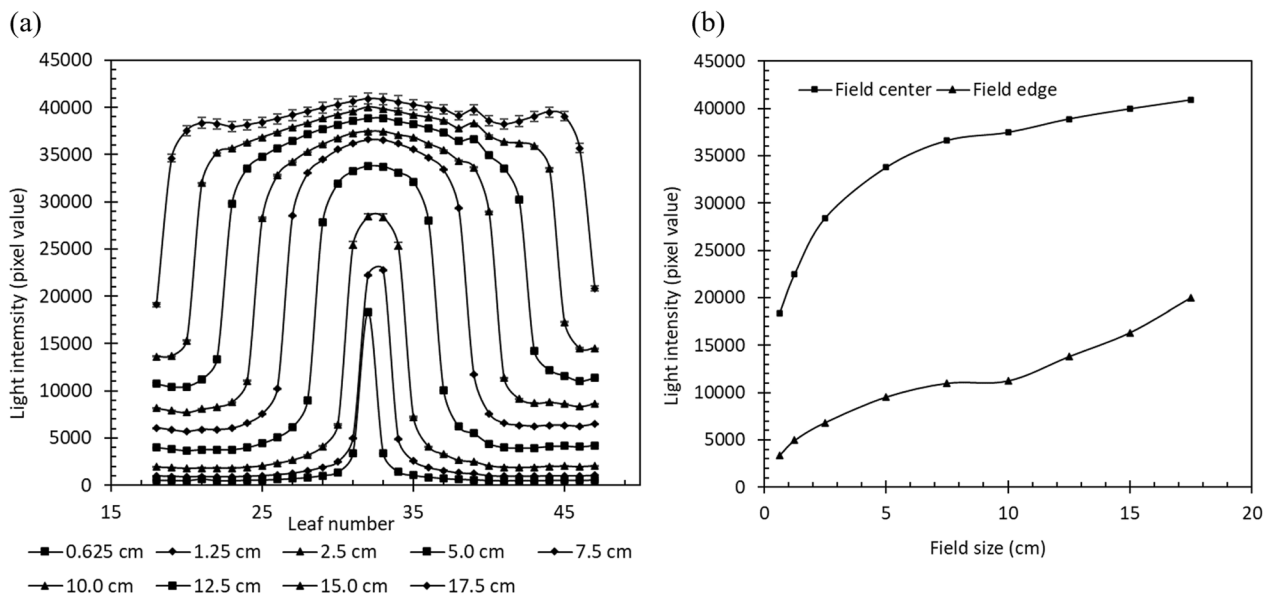 (a)
(b)
45000
40000
35000
30000
25000
20000
15000
10000
5000
0
Light intemsity (pixel value)
15 25 35 45
Leaf number
0.625 cm 1.25 cm 2.5 cm 5.0 cm 7.5 cm
10.0 cm 12.5 cm 15.0 cm 17.5 cm
45000
40000
35000
30000
25000
20000
15000
10000
5000
0
Light intensity (pixel value)
Field center Field edge
0 5 10 15 20
Field size (cm)